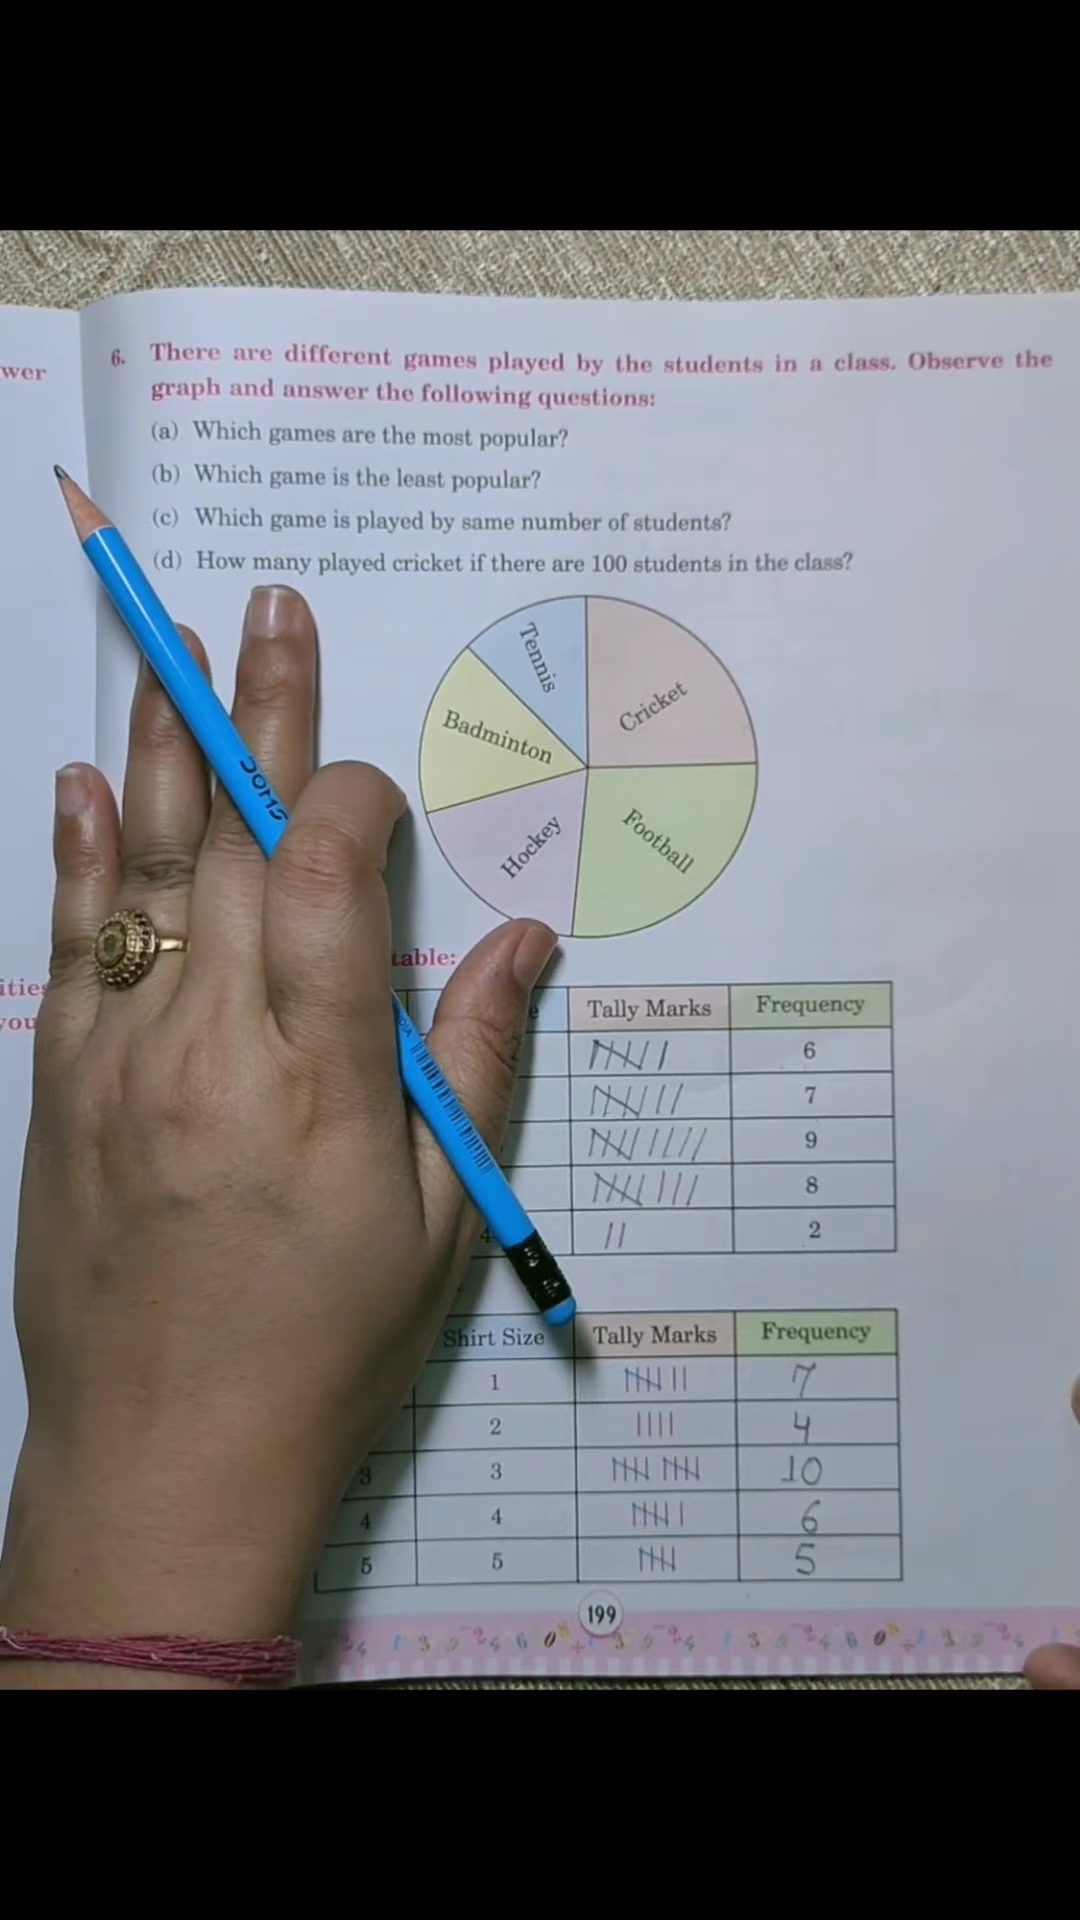 wer
6. There are different games played by the students in a class. Observe the
graph and answer the following questions:
(a) Which games are the most popular?
(b) Which game is the least popular?
(c) Which game is played by same number of students?
(d) How many played cricket if there are 100 students in the class?
Tennis
Cricket
Badminton
Hockey
Football
DOMS
table:
ities
you
e Tally Marks Frequency
6
7
9
8
4 2
Shirt Size Tally Marks Frequency
1 7
2 4
3 3 10
4 4 6
5 5 5
199